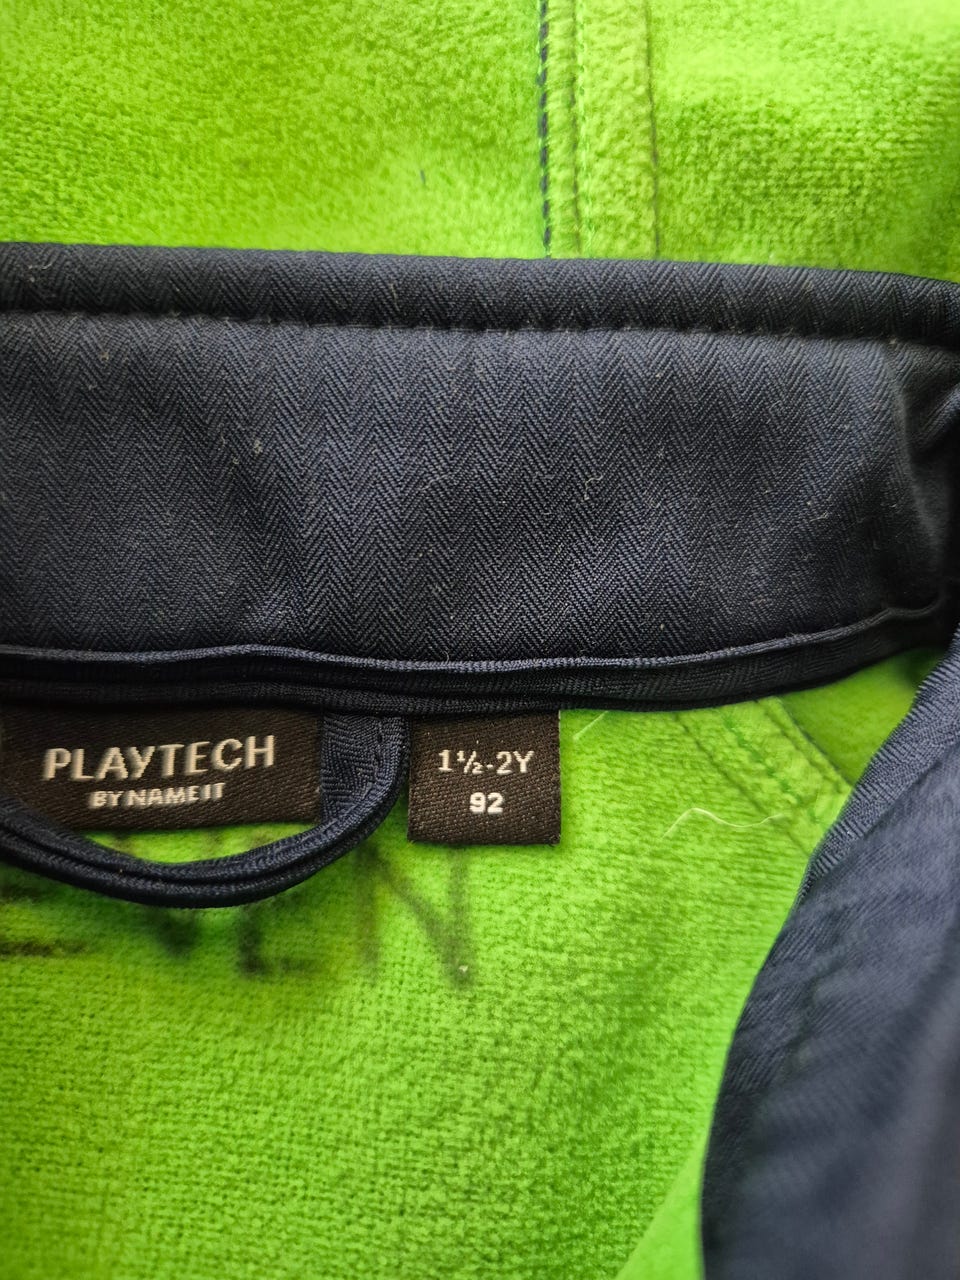 PLAYTECH
BY NAME IT
1½-2Y
92